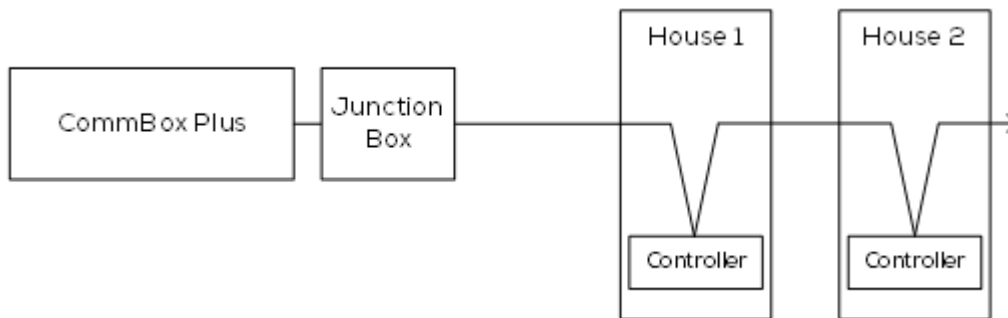 House 1
House 2
CommBox Plus
Junction
Box
Controller
Controller